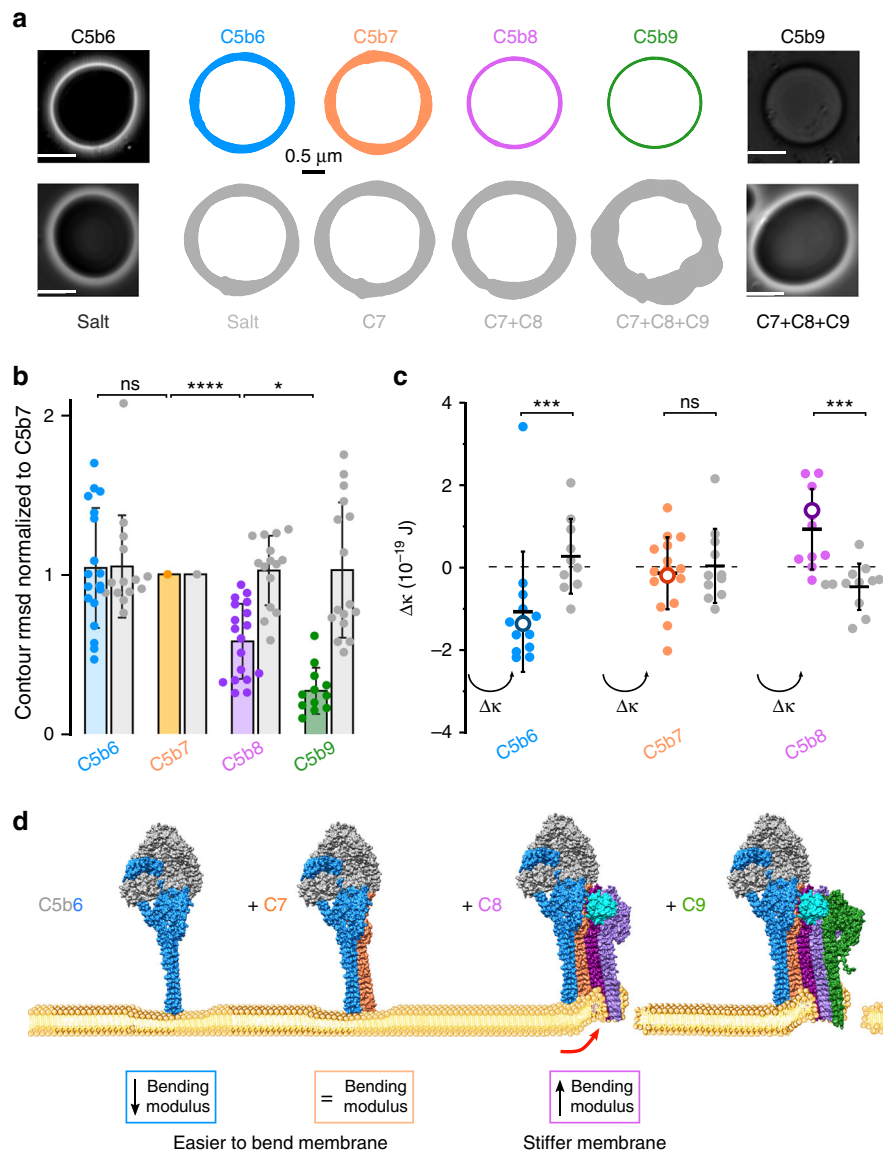 a
C5b6 C5b6 C5b7 C5b8 C5b9 C5b9
0.5 μm
Salt Salt C7 C7+C8 C7+C8+C9 C7+C8+C9
b
ns **** *
Contour rmsd normalized to C5b7
2
1
0
C5b6 C5b7 C5b8 C5b9
c
*** ns ***
Δκ (10⁻¹⁹ J)
4
2
0
−2
−4
Δκ Δκ Δκ
C5b6 C5b7 C5b8
d
C5b6 + C7 + C8 + C9
↓ Bending modulus
= Bending modulus
↑ Bending modulus
Easier to bend membrane Stiffer membrane